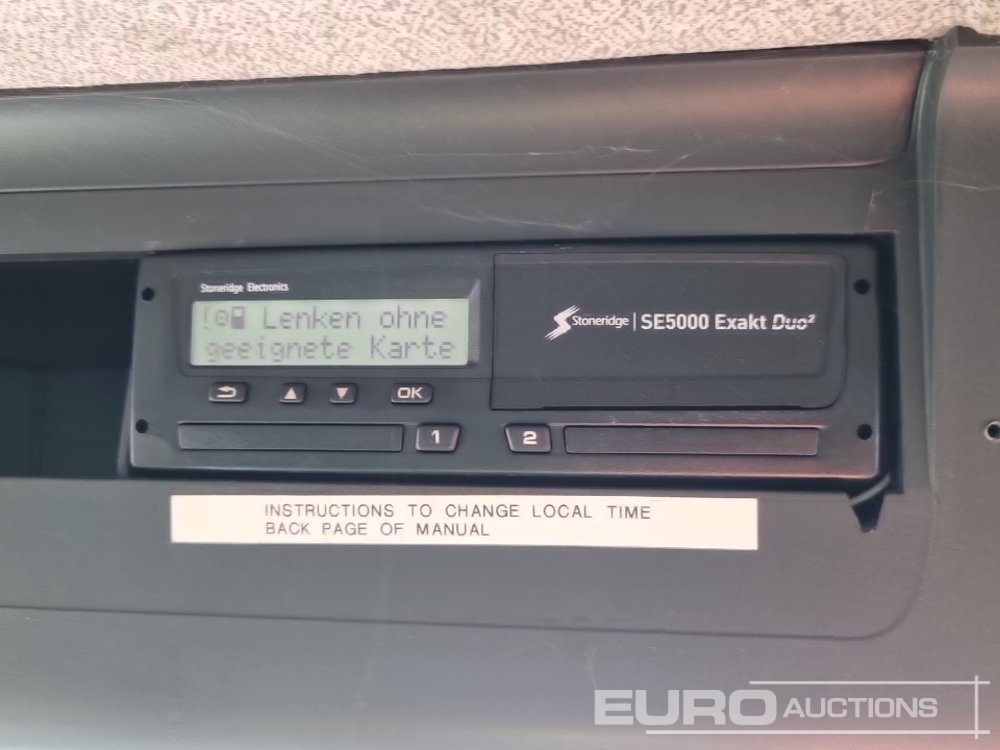 Stoneridge Electronics
! Lenken ohne
geeignete Karte
Stoneridge | SE5000 Exakt Duo²
OK
1
2
INSTRUCTIONS TO CHANGE LOCAL TIME
BACK PAGE OF MANUAL
EURO AUCTIONS